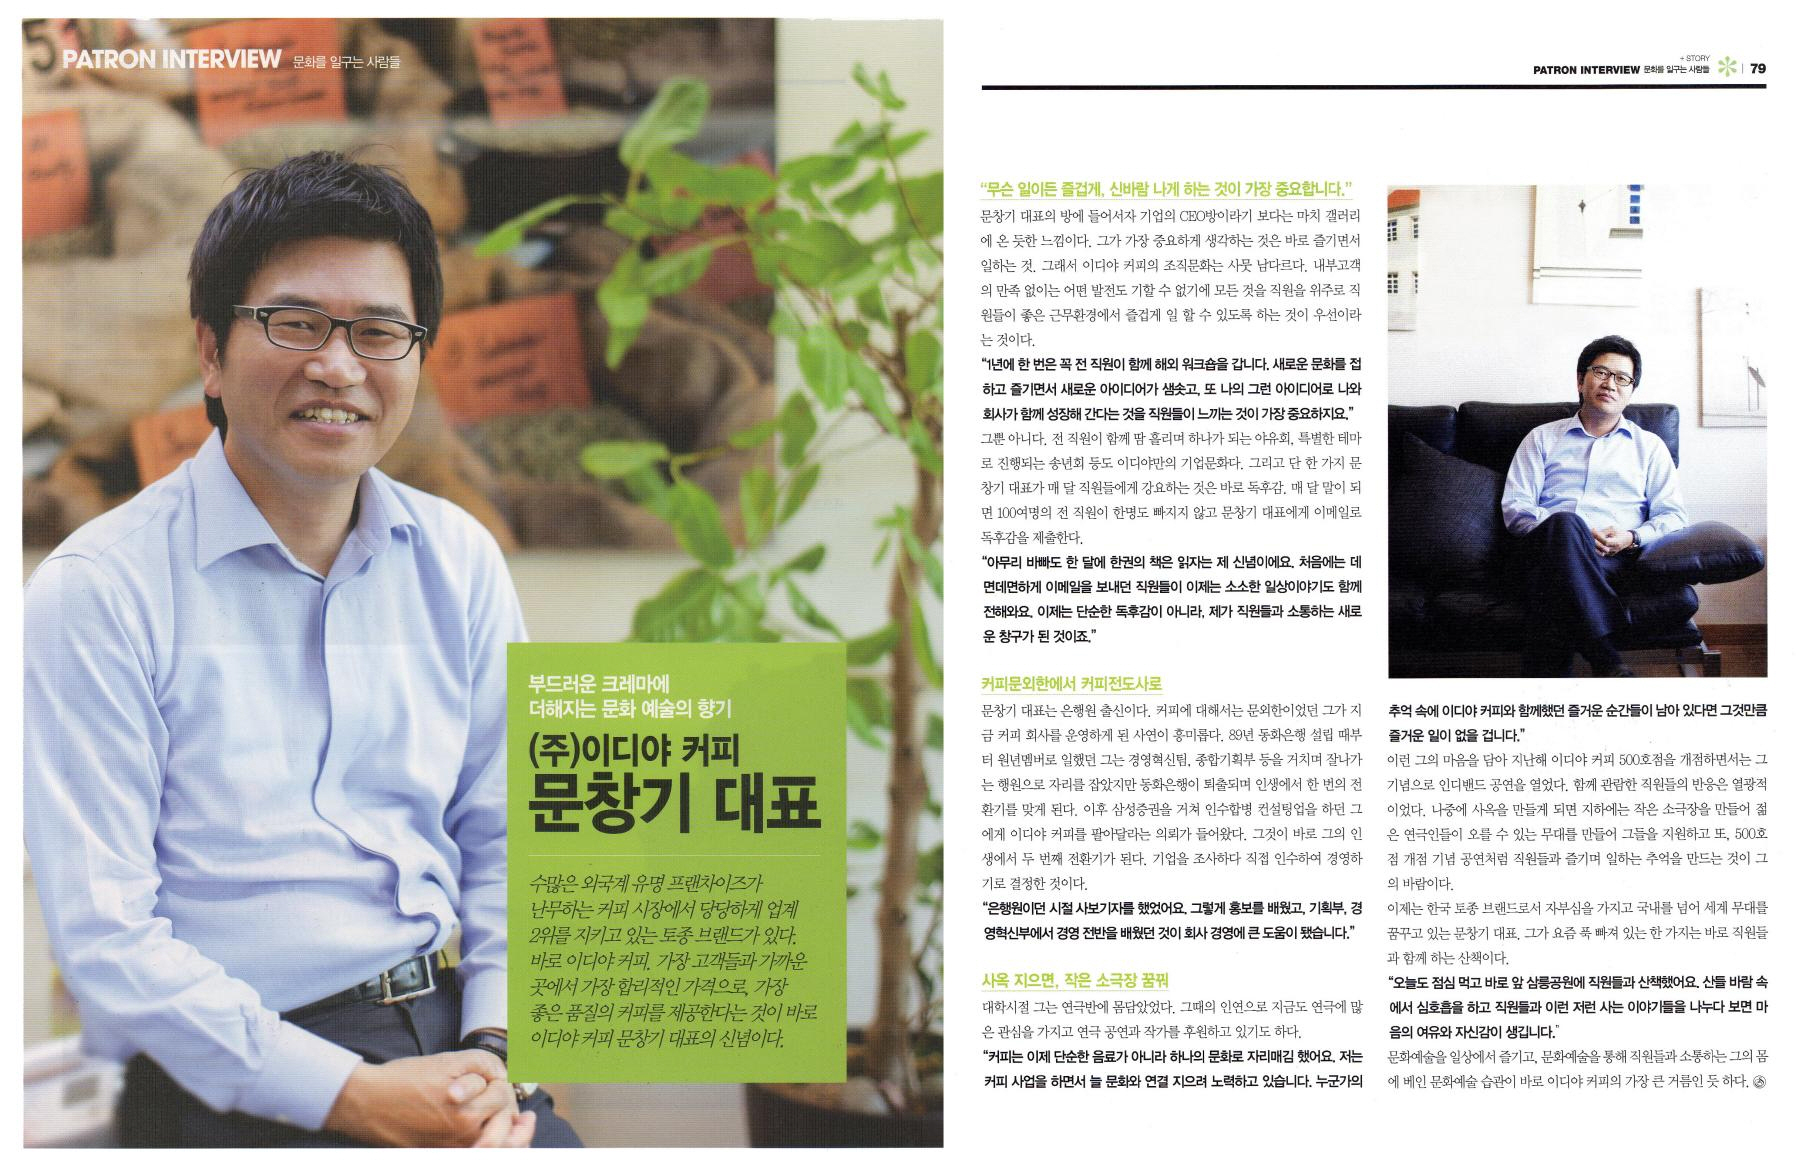 PATRON INTERVIEW 문화를 일구는 사람들
부드러운 크레마에
더해지는 문화 예술의 향기
(주)이디야 커피
문창기 대표
수많은 외국계 유명 프랜차이즈가
난무하는 커피 시장에서 당당하게 업계
2위를 지키고 있는 토종 브랜드가 있다.
바로 이디야 커피. 가장 고객들과 가까운
곳에서 가장 합리적인 가격으로, 가장
좋은 품질의 커피를 제공한다는 것이 바로
이디야 커피 문창기 대표의 신념이다.
+ STORY
PATRON INTERVIEW 문화를 일구는 사람들 | 79
“무슨 일이든 즐겁게, 신바람 나게 하는 것이 가장 중요합니다.”
문창기 대표의 방에 들어서자 기업의 CEO방이라기 보다는 마치 갤러리
에 온 듯한 느낌이다. 그가 가장 중요하게 생각하는 것은 바로 즐기면서
일하는 것. 그래서 이디야 커피의 조직문화는 사뭇 남다르다. 내부고객
의 만족 없이는 어떤 발전도 기할 수 없기에 모든 것을 직원을 위주로 직
원들이 좋은 근무환경에서 즐겁게 일 할 수 있도록 하는 것이 우선이라
는 것이다.
“1년에 한 번은 꼭 전 직원이 함께 해외 워크숍을 갑니다. 새로운 문화를 접
하고 즐기면서 새로운 아이디어가 샘솟고, 또 나의 그런 아이디어로 나와
회사가 함께 성장해 간다는 것을 직원들이 느끼는 것이 가장 중요하지요.”
그뿐 아니다. 전 직원이 함께 땀 흘리며 하나가 되는 야유회, 특별한 테마
로 진행되는 송년회 등도 이디야만의 기업문화다. 그리고 단 한 가지 문
창기 대표가 매 달 직원들에게 강요하는 것은 바로 독후감. 매 달 말이 되
면 100여명의 전 직원이 한명도 빠지지 않고 문창기 대표에게 이메일로
독후감을 제출한다.
“아무리 바빠도 한 달에 한권의 책은 읽자는 제 신념이에요. 처음에는 데
면데면하게 이메일을 보내던 직원들이 이제는 소소한 일상이야기도 함께
전해와요. 이제는 단순한 독후감이 아니라, 제가 직원들과 소통하는 새로
운 창구가 된 것이죠.”
커피문외한에서 커피전도사로
문창기 대표는 은행원 출신이다. 커피에 대해서는 문외한이었던 그가 지
금 커피 회사를 운영하게 된 사연이 흥미롭다. 89년 동화은행 설립 때부
터 원년멤버로 일했던 그는 경영혁신팀, 종합기획부 등을 거치며 잘나가
는 행원으로 자리를 잡았지만 동화은행이 퇴출되며 인생에서 한 번의 전
환기를 맞게 된다. 이후 삼성증권을 거쳐 인수합병 컨설팅업을 하던 그
에게 이디야 커피를 팔아달라는 의뢰가 들어왔다. 그것이 바로 그의 인
생에서 두 번째 전환기가 된다. 기업을 조사하다 직접 인수하여 경영하
기로 결정한 것이다.
“은행원이던 시절 사보기자를 했었어요. 그렇게 홍보를 배웠고, 기획부, 경
영혁신부에서 경영 전반을 배웠던 것이 회사 경영에 큰 도움이 됐습니다.”
사옥 지으면, 작은 소극장 꿈꿔
대학시절 그는 연극반에 몸담았었다. 그때의 인연으로 지금도 연극에 많
은 관심을 가지고 연극 공연과 작가를 후원하고 있기도 하다.
“커피는 이제 단순한 음료가 아니라 하나의 문화로 자리매김 했어요. 저는
커피 사업을 하면서 늘 문화와 연결 지으려 노력하고 있습니다. 누군가의
추억 속에 이디야 커피와 함께했던 즐거운 순간들이 남아 있다면 그것만큼
즐거운 일이 없을 겁니다.”
이런 그의 마음을 담아 지난해 이디야 커피 500호점을 개점하면서는 그
기념으로 인디밴드 공연을 열었다. 함께 관람한 직원들의 반응은 열광적
이었다. 나중에 사옥을 만들게 되면 지하에는 작은 소극장을 만들어 젊
은 연극인들이 오를 수 있는 무대를 만들어 그들을 지원하고 또, 500호
점 개점 기념 공연처럼 직원들과 즐기며 일하는 추억을 만드는 것이 그
의 바람이다.
이제는 한국 토종 브랜드로서 자부심을 가지고 국내를 넘어 세계 무대를
꿈꾸고 있는 문창기 대표. 그가 요즘 푹 빠져 있는 한 가지는 바로 직원들
과 함께 하는 산책이다.
“오늘도 점심 먹고 바로 앞 삼릉공원에 직원들과 산책했어요. 산들 바람 속
에서 심호흡을 하고 직원들과 이런 저런 사는 이야기들을 나누다 보면 마
음의 여유와 자신감이 생깁니다.”
문화예술을 일상에서 즐기고, 문화예술을 통해 직원들과 소통하는 그의 몸
에 베인 문화예술 습관이 바로 이디야 커피의 가장 큰 거름인 듯 하다.